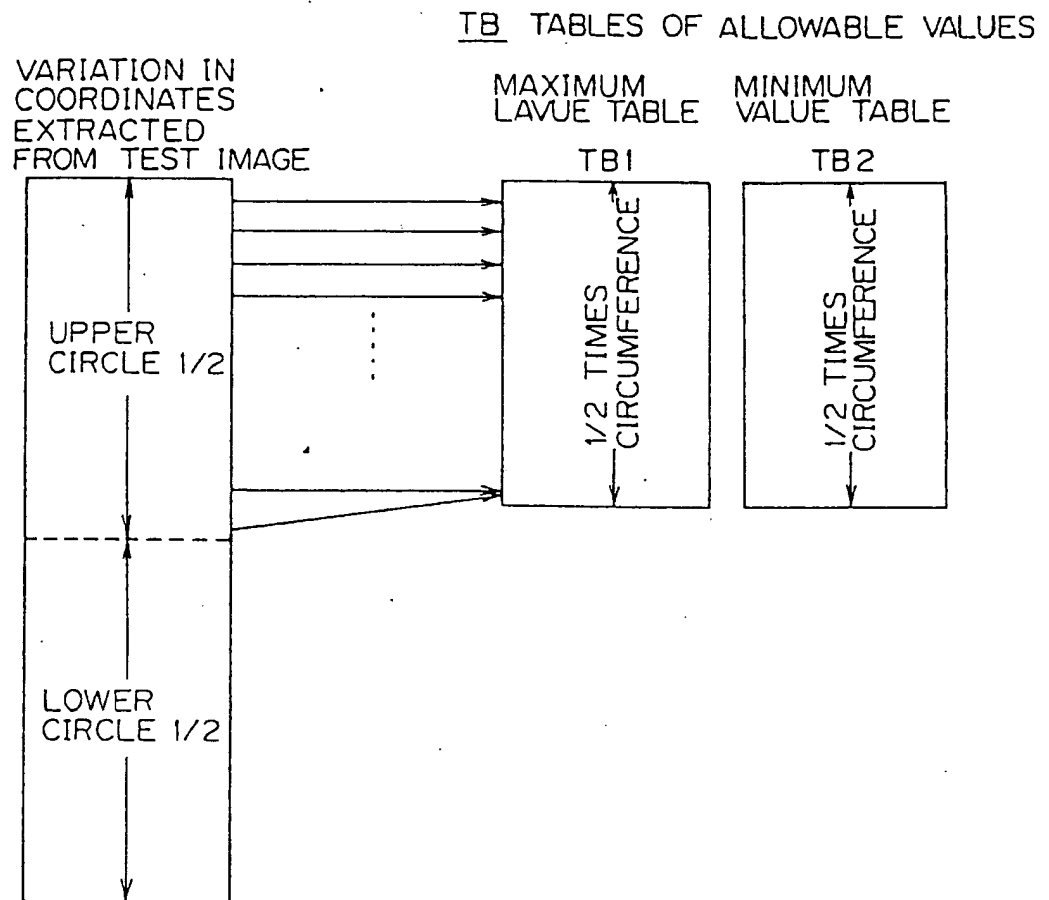 TB TABLES OF ALLOWABLE VALUES
VARIATION IN
COORDINATES
EXTRACTED
FROM TEST IMAGE
MAXIMUM
LAVUE TABLE
TB1
MINIMUM
VALUE TABLE
TB2
UPPER
CIRCLE 1/2
LOWER
CIRCLE 1/2
1/2 TIMES
CIRCUMFERENCE
1/2 TIMES
CIRCUMFERENCE